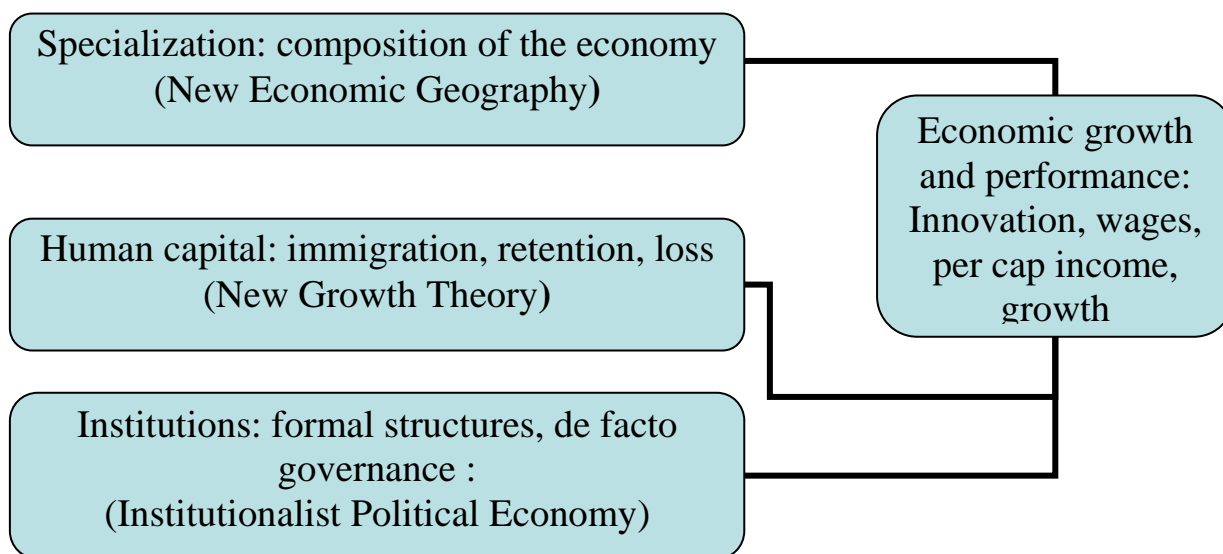 Specialization: composition of the economy
(New Economic Geography)
Human capital: immigration, retention, loss
(New Growth Theory)
Institutions: formal structures, de facto
governance :
(Institutionalist Political Economy)
Economic growth
and performance:
Innovation, wages,
per cap income,
growth